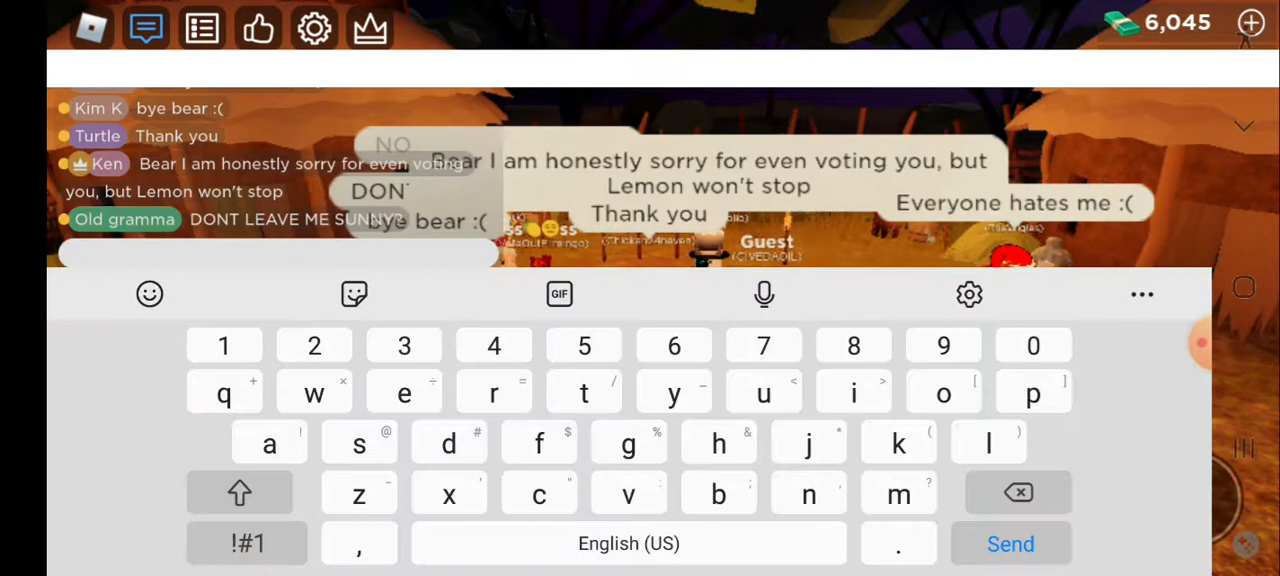 6,045
Kim K bye bear :(
Turtle Thank you
Ken Bear I am honestly sorry for even voting
you, but Lemon won't stop
Old gramma DONT LEAVE ME SUNNY?
NO
DON'
bye bear :(
Bear I am honestly sorry for even voting you, but
Lemon won't stop
Thank you
Everyone hates me :(
Guest
(CIVEDAOIL)
GIF
1 2 3 4 5 6 7 8 9 0
q + w × e ÷ r = t / y _ u < i > o [ p ]
a ! s @ d # f $ g % h & j * k ( l )
z - x ' c " v : b ; n , m ?
!#1 , English (US) . Send